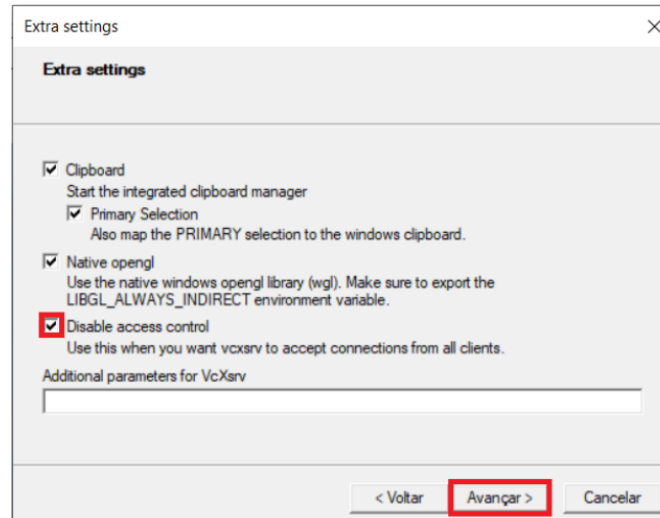 Extra settings
Extra settings
Clipboard
Start the integrated clipboard manager
Primary Selection
Also map the PRIMARY selection to the windows clipboard.
Native opengl
Use the native windows opengl library (wgl). Make sure to export the
LIBGL_ALWAYS_INDIRECT environment variable.
Disable access control
Use this when you want vcxsrv to accept connections from all clients.
Additional parameters for VcXsrv
< Voltar Avançar > Cancelar